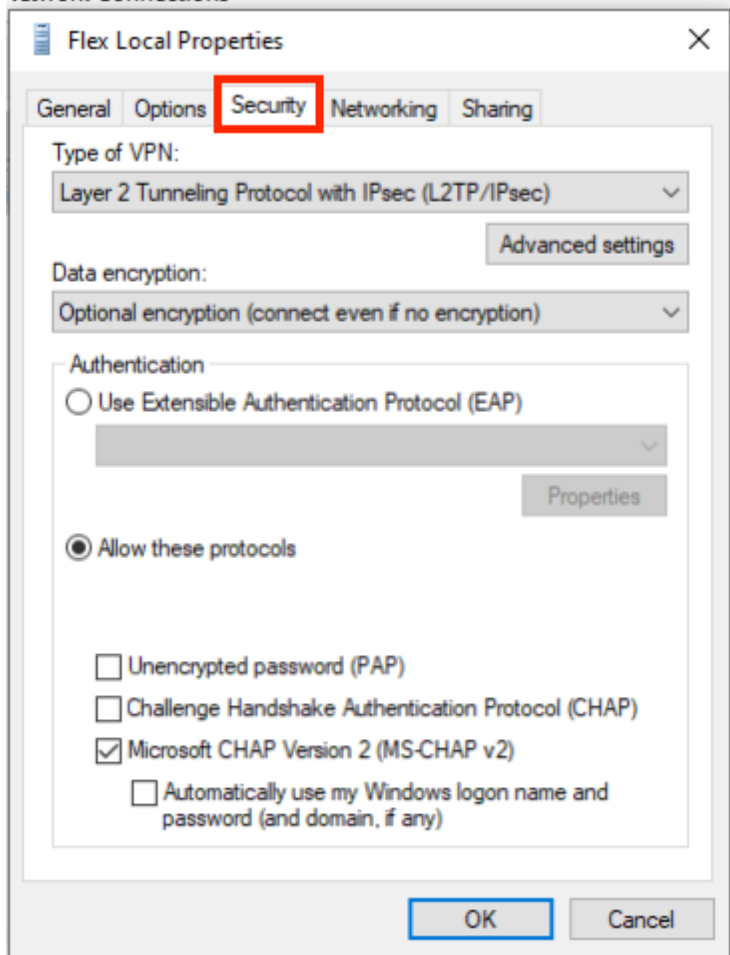 Flex Local Properties
General Options Security Networking Sharing
Type of VPN:
Layer 2 Tunneling Protocol with IPsec (L2TP/IPsec)
Advanced settings
Data encryption:
Optional encryption (connect even if no encryption)
Authentication
Use Extensible Authentication Protocol (EAP)
Properties
Allow these protocols
Unencrypted password (PAP)
Challenge Handshake Authentication Protocol (CHAP)
Microsoft CHAP Version 2 (MS-CHAP v2)
Automatically use my Windows logon name and
password (and domain, if any)
OK Cancel